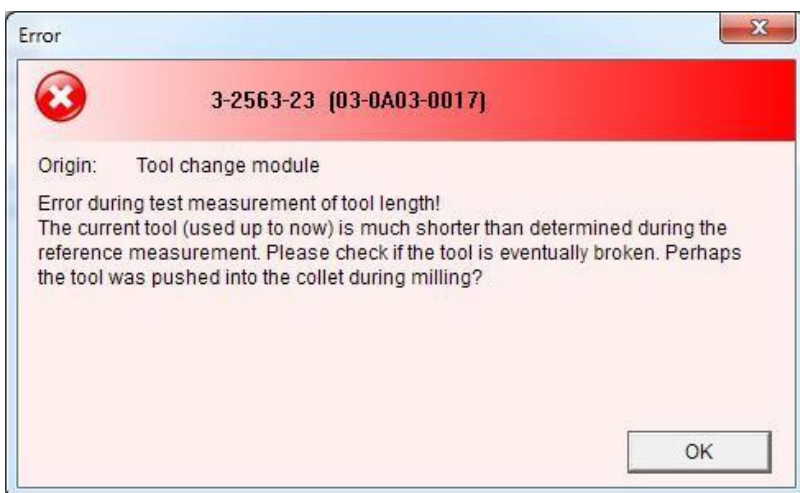 Error
3-2563-23 (03-0A03-0017)
Origin: Tool change module
Error during test measurement of tool length!
The current tool (used up to now) is much shorter than determined during the
reference measurement. Please check if the tool is eventually broken. Perhaps
the tool was pushed into the collet during milling?
OK